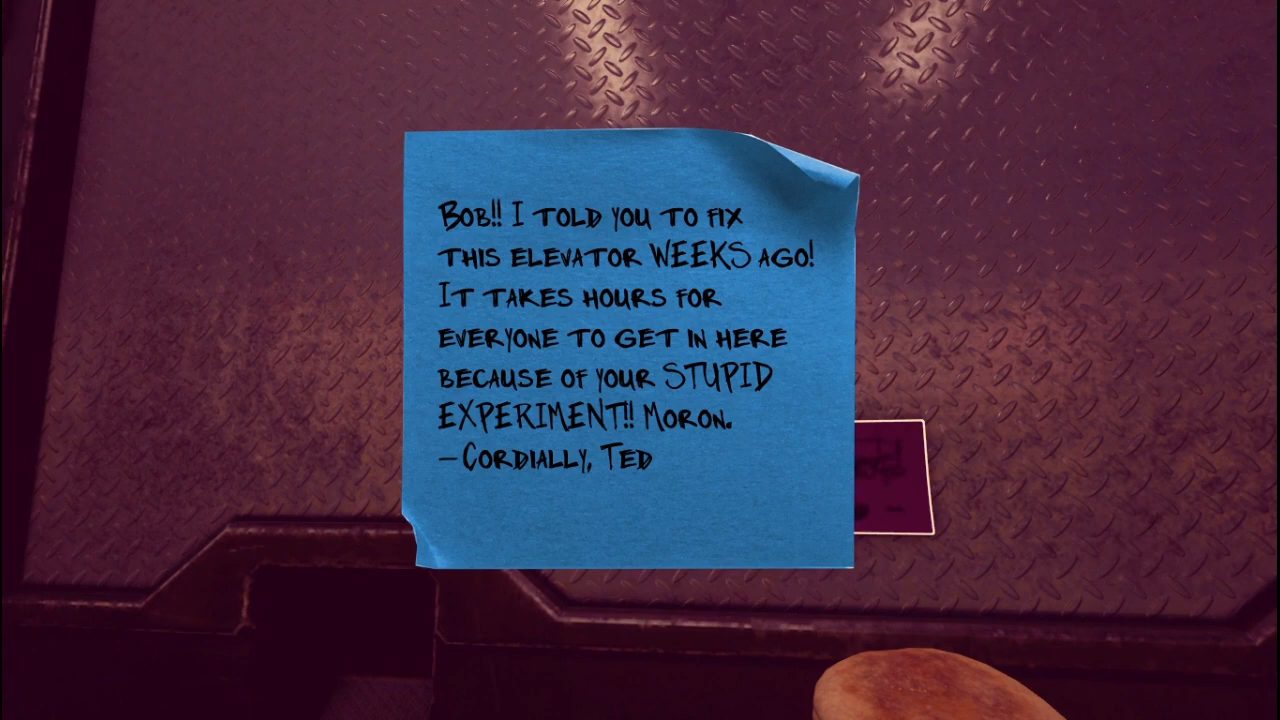 Bob!! I told you to fix
this elevator WEEKS ago!
It takes hours for
everyone to get in here
because of your STUPID
EXPERIMENT!! Moron.
– Cordially, Ted